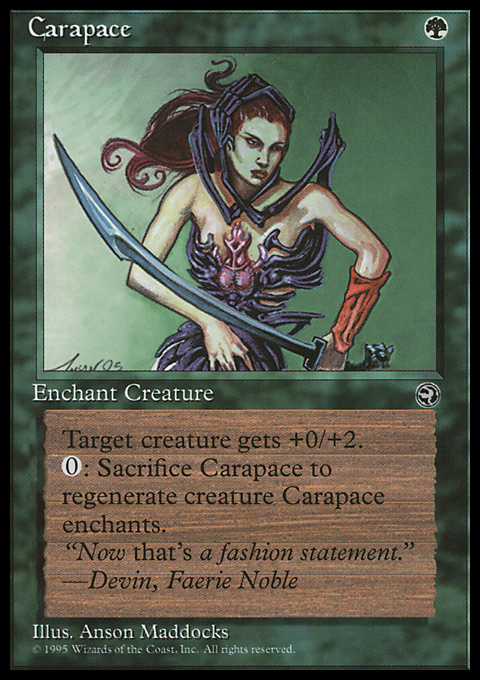 Carapace
Enchant Creature
Target creature gets +0/+2.
0: Sacrifice Carapace to
regenerate creature Carapace
enchants.
“Now that's a fashion statement.”
—Devin, Faerie Noble
Illus. Anson Maddocks
© 1995 Wizards of the Coast, Inc. All rights reserved.